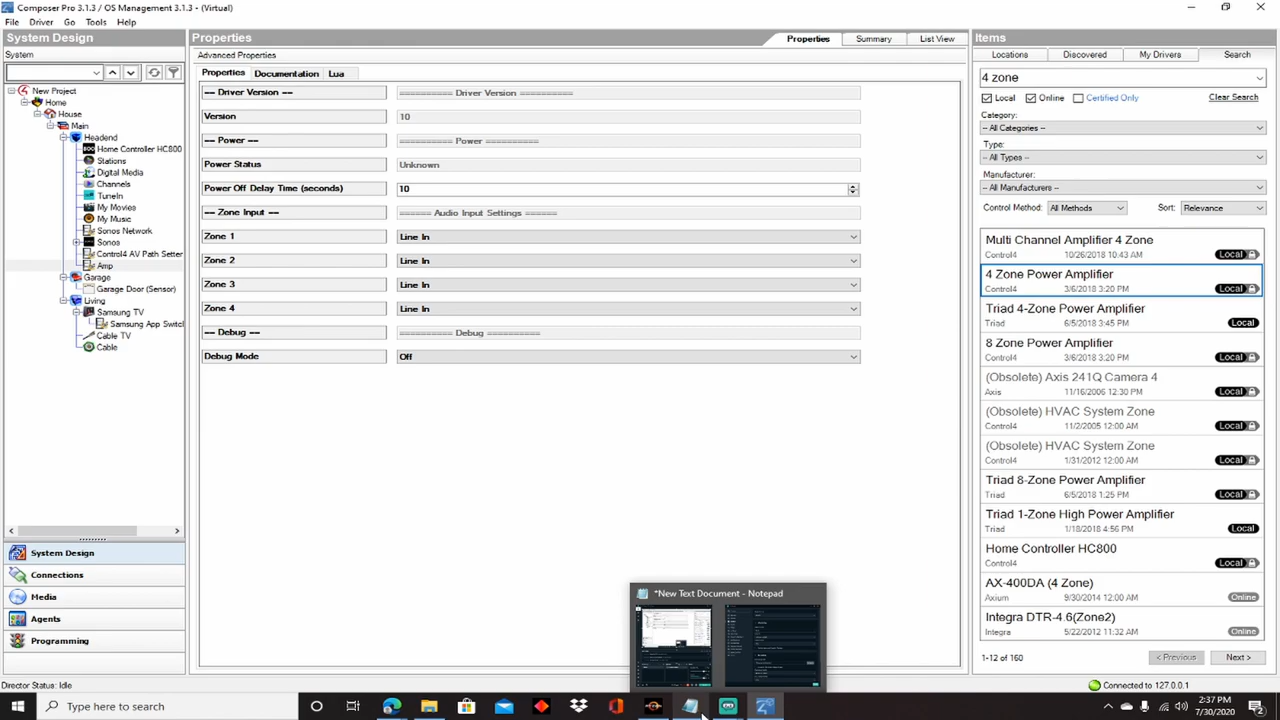 Composer Pro 3.1.3 / OS Management 3.1.3 - (Virtual)
File Driver Go Tools Help
System Design
System
New Project
Home
House
Main
Headend
Home Controller HC800
Stations
Digital Media
Channels
TuneIn
My Movies
My Music
Sonos Network
Sonos
Control4 AV Path Setter
Amp
Garage
Garage Door (Sensor)
Living
Samsung TV
Samsung App Switc
Cable TV
Cable
System Design
Connections
Media
Agents
Programming
Director Status: Idle
Properties
Properties Summary List View
Advanced Properties
Properties Documentation Lua
--- Driver Version --- ========== Driver Version ==========
Version 10
--- Power --- ========== Power ==========
Power Status Unknown
Power Off Delay Time (seconds) 10
--- Zone Input --- ====== Audio Input Settings ======
Zone 1 Line In
Zone 2 Line In
Zone 3 Line In
Zone 4 Line In
--- Debug --- ========== Debug ==========
Debug Mode Off
Items
Locations Discovered My Drivers Search
4 zone
Local Online Certified Only Clear Search
Category:
-- All Categories --
Type:
-- All Types --
Manufacturer:
-- All Manufacturers --
Control Method: All Methods Sort: Relevance
Multi Channel Amplifier 4 Zone
Control4 10/26/2018 10:43 AM Local
4 Zone Power Amplifier
Control4 3/6/2018 3:20 PM Local
Triad 4-Zone Power Amplifier
Triad 6/5/2018 3:45 PM Local
8 Zone Power Amplifier
Control4 3/6/2018 3:20 PM Local
(Obsolete) Axis 241Q Camera 4
Axis 11/16/2006 12:30 PM Local
(Obsolete) HVAC System Zone
Control4 11/2/2005 12:00 AM Local
(Obsolete) HVAC System Zone
Control4 1/31/2012 12:00 AM Local
Triad 8-Zone Power Amplifier
Triad 6/5/2018 1:25 PM Local
Triad 1-Zone High Power Amplifier
Triad 1/18/2018 4:56 PM Local
Home Controller HC800
Control4 Local
AX-400DA (4 Zone)
Axium 9/30/2014 12:00 AM Online
Integra DTR-4.6(Zone2)
Integra 5/22/2012 11:32 AM Online
1-12 of 160 Next >
Connected: 127.0.0.1
*New Text Document - Notepad
Type here to search
2:37 PM
7/30/2020